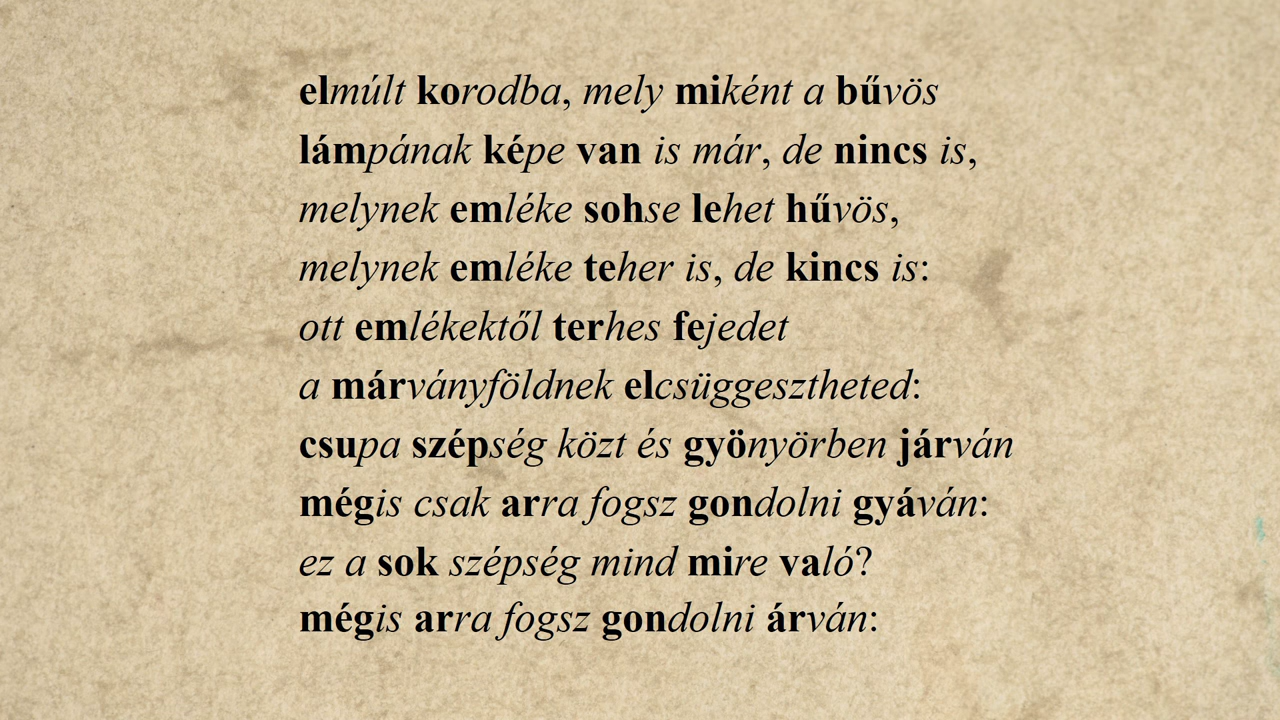 elmúlt korodba, mely miként a bűvös
lámpának képe van is már, de nincs is,
melynek emléke sohse lehet hűvös,
melynek emléke teher is, de kincs is:
ott emlékektől terhes fejedet
a márványföldnek elcsüggesztheted:
csupa szépség közt és gyönyörben járván
mégis csak arra fogsz gondolni gyáván:
ez a sok szépség mind mire való?
mégis arra fogsz gondolni árván: